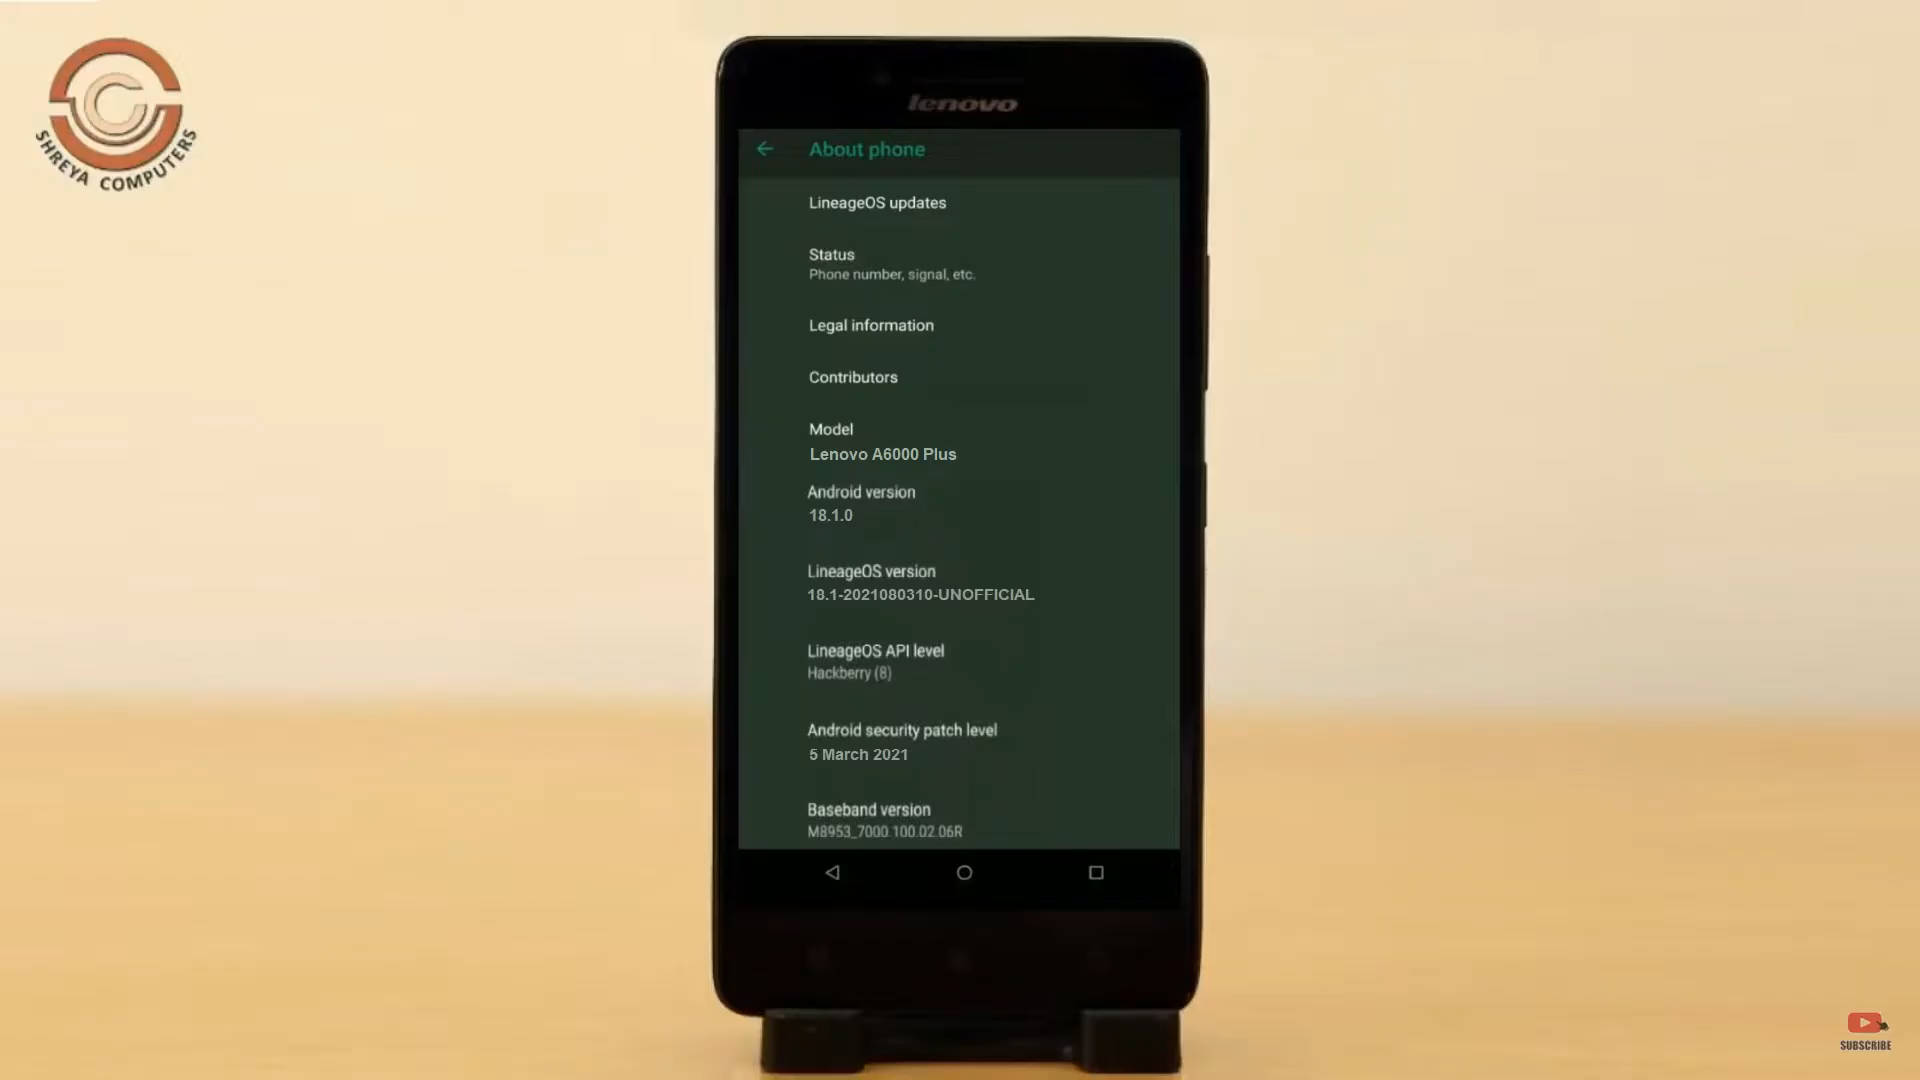 SHREYA COMPUTERS
lenovo
About phone
LineageOS updates
Status
Phone number, signal, etc.
Legal information
Contributors
Model
Lenovo A6000 Plus
Android version
18.1.0
LineageOS version
18.1-2021080310-UNOFFICIAL
LineageOS API level
Hackberry (8)
Android security patch level
5 March 2021
Baseband version
M8953_7000.100.02.06R
SUBSCRIBE